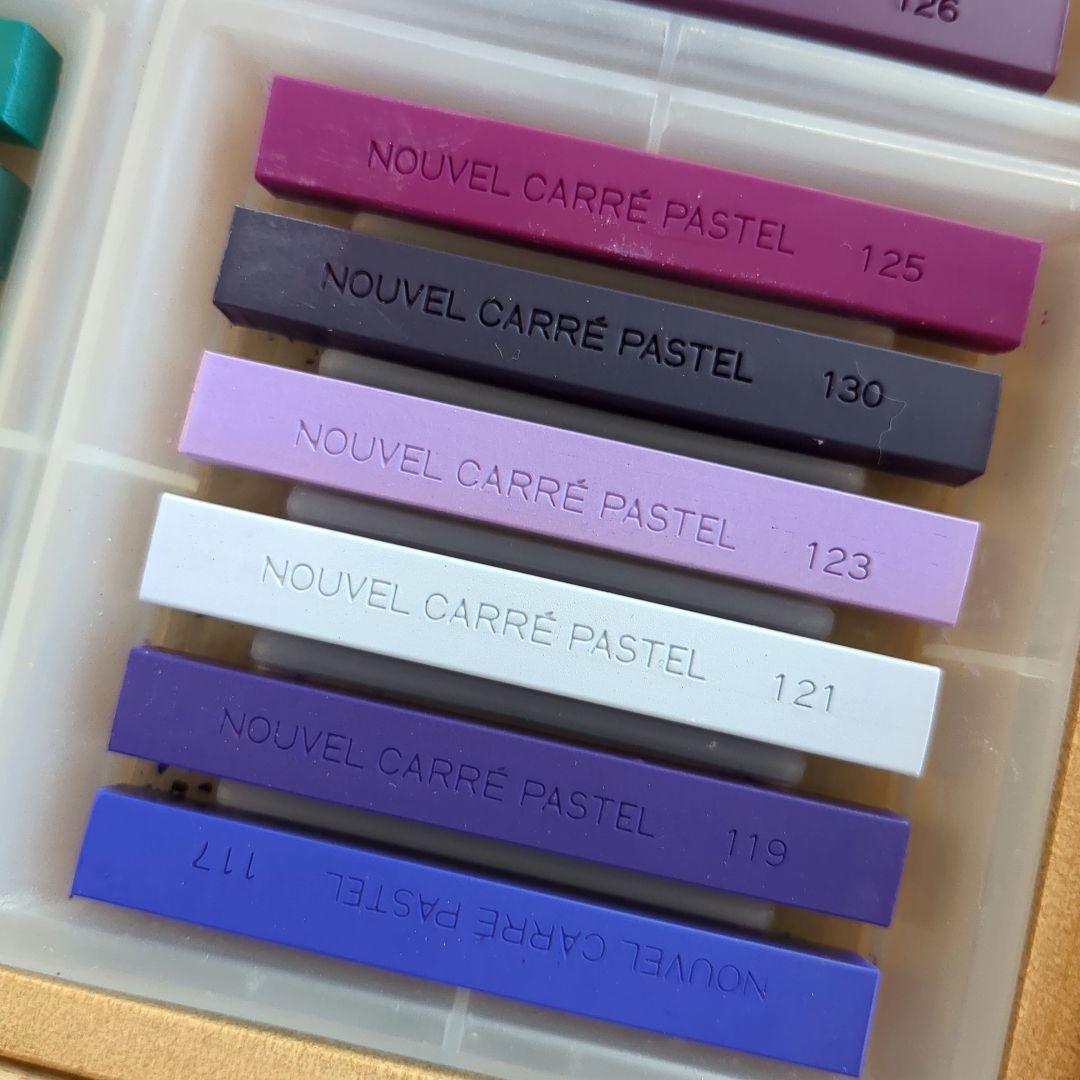 126
NOUVEL CARRÉ PASTEL 125
NOUVEL CARRÉ PASTEL 130
NOUVEL CARRÉ PASTEL 123
NOUVEL CARRÉ PASTEL 121
NOUVEL CARRÉ PASTEL 119
NOUVEL CARRÉ PASTEL 117